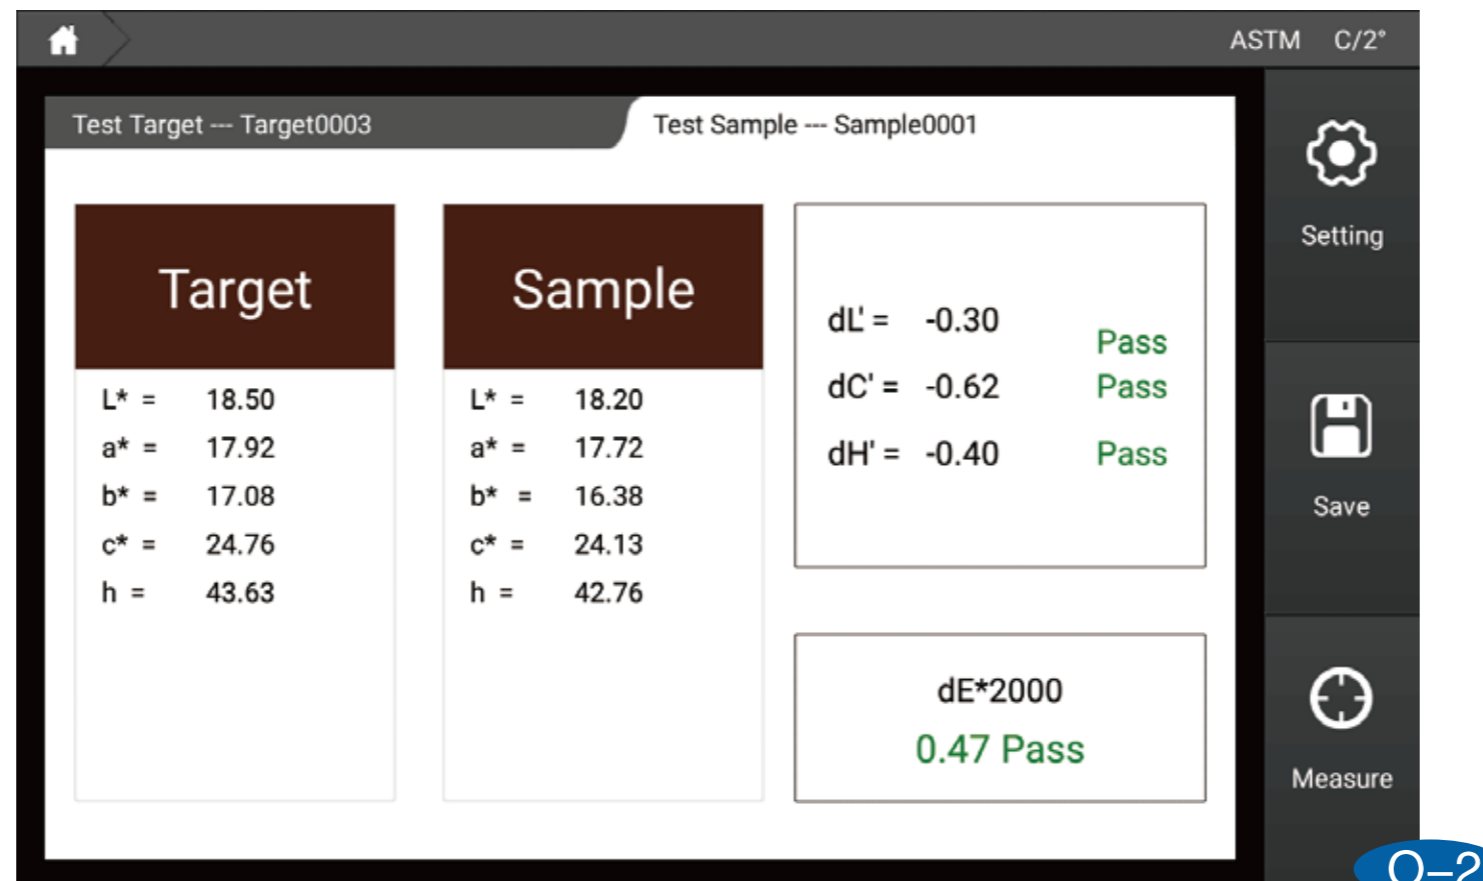 ASTM C/2°
Test Target --- Target0003
Test Sample --- Sample0001
Target
L* = 18.50
a* = 17.92
b* = 17.08
c* = 24.76
h = 43.63
Sample
L* = 18.20
a* = 17.72
b* = 16.38
c* = 24.13
h = 42.76
dL' = -0.30 Pass
dC' = -0.62 Pass
dH' = -0.40 Pass
dE*2000
0.47 Pass
Setting
Save
Measure